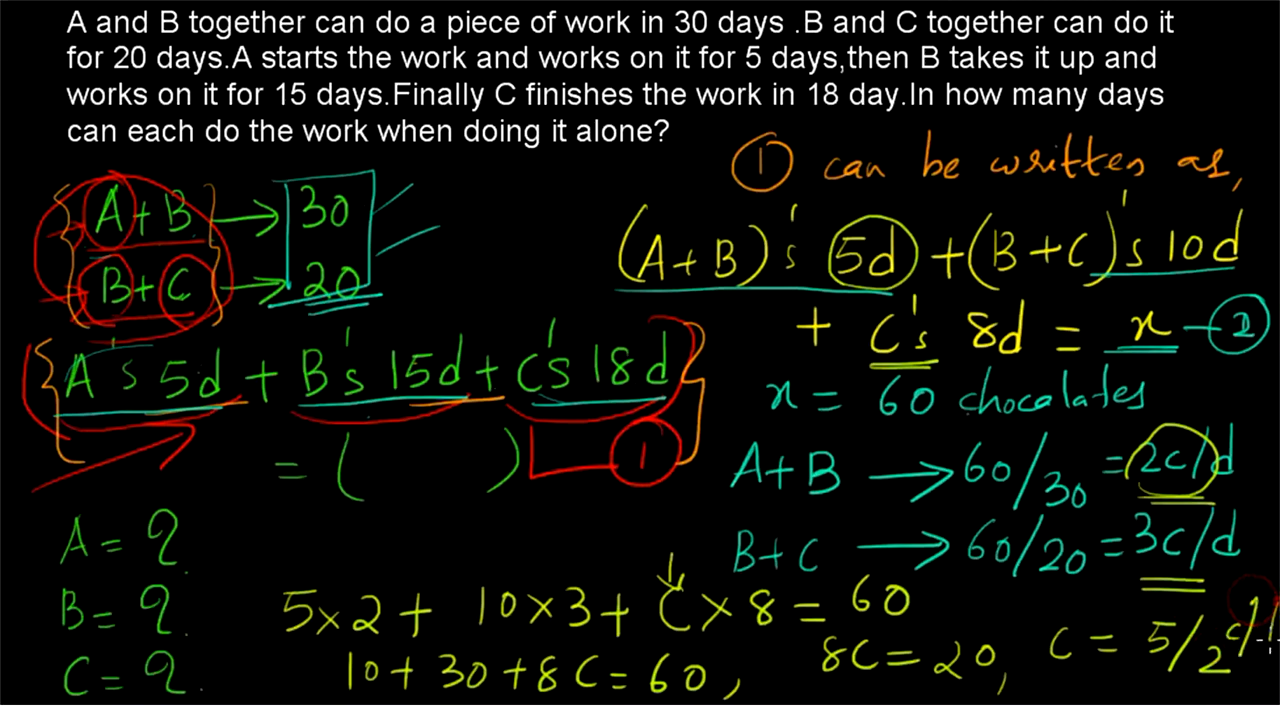 A and B together can do a piece of work in 30 days .B and C together can do it
for 20 days.A starts the work and works on it for 5 days,then B takes it up and
works on it for 15 days.Finally C finishes the work in 18 day.In how many days
can each do the work when doing it alone?
A+B → 30
B+C → 20
A's 5d + B's 15d + C's 18d
= ( ) 1
A = ?
B = ?
C = ?
1 can be written as,
(A+B)'s 5d + (B+C)'s 10d
+ C's 8d = x - 2
x = 60 chocolates
A+B → 60/30 = 2c/d
B+C → 60/20 = 3c/d
5×2 + 10×3 + C×8 = 60
10 + 30 + 8C = 60,
8C = 20,
C = 5/2 c/